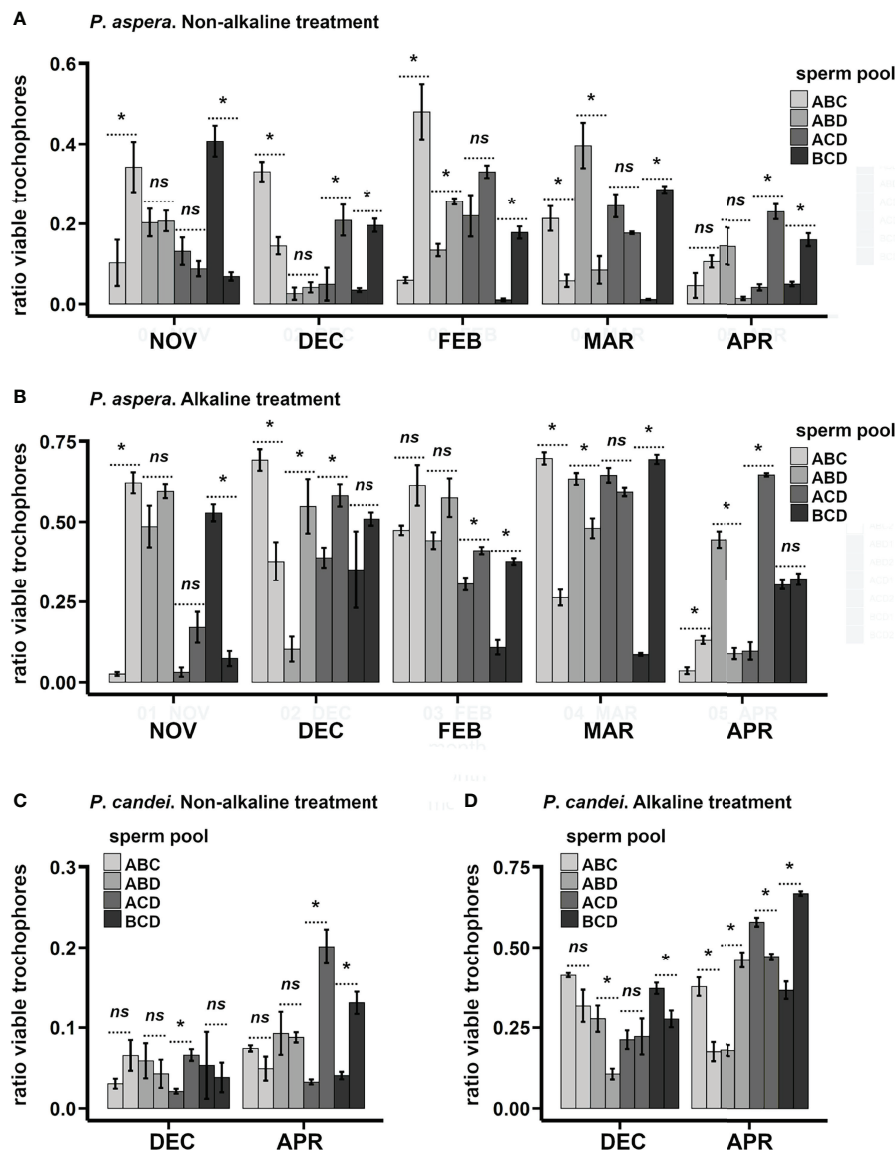 A
P. aspera. Non-alkaline treatment
ratio viable trochophores
0.6
0.4
0.2
0.0
* ns ns *
* ns * *
* * ns *
* * ns *
ns ns * *
sperm pool
ABC
ABD
ACD
BCD
NOV DEC FEB MAR APR
B
P. aspera. Alkaline treatment
ratio viable trochophores
0.75
0.50
0.25
0.00
* ns ns *
* * * ns
ns ns * *
* * ns *
* * * ns
sperm pool
ABC
ABD
ACD
BCD
01_NOV 02_DEC 03_FEB 04_MAR 05_APR
NOV DEC FEB MAR APR
month
C
P. candei. Non-alkaline treatment
sperm pool
ABC
ABD
ACD
BCD
ratio viable trochophores
0.3
0.2
0.1
0.0
ns ns * ns
ns ns * *
DEC APR
D
P. candei. Alkaline treatment
sperm pool
ABC
ABD
ACD
BCD
ratio viable trochophores
0.75
0.50
0.25
0.00
ns * ns *
* * * *
DEC APR